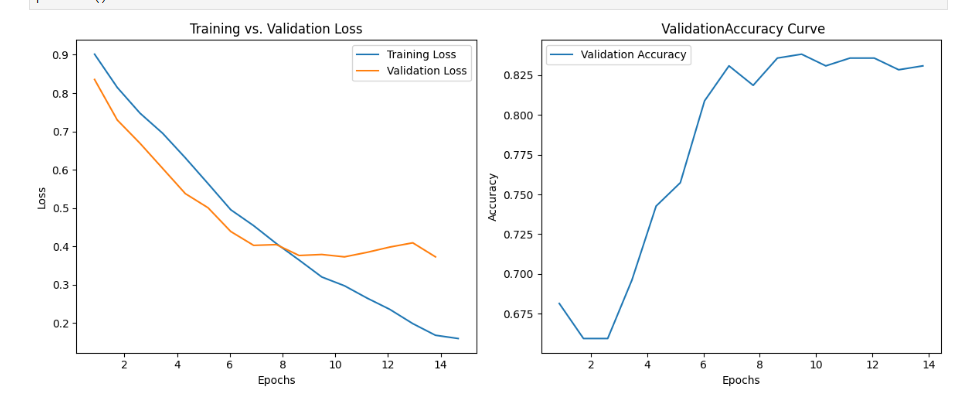 Training vs. Validation Loss
Training Loss
Validation Loss
0.9
0.8
0.7
0.6
0.5
0.4
0.3
0.2
Loss
2 4 6 8 10 12 14
Epochs
ValidationAccuracy Curve
Validation Accuracy
0.825
0.800
0.775
0.750
0.725
0.700
0.675
Accuracy
2 4 6 8 10 12 14
Epochs